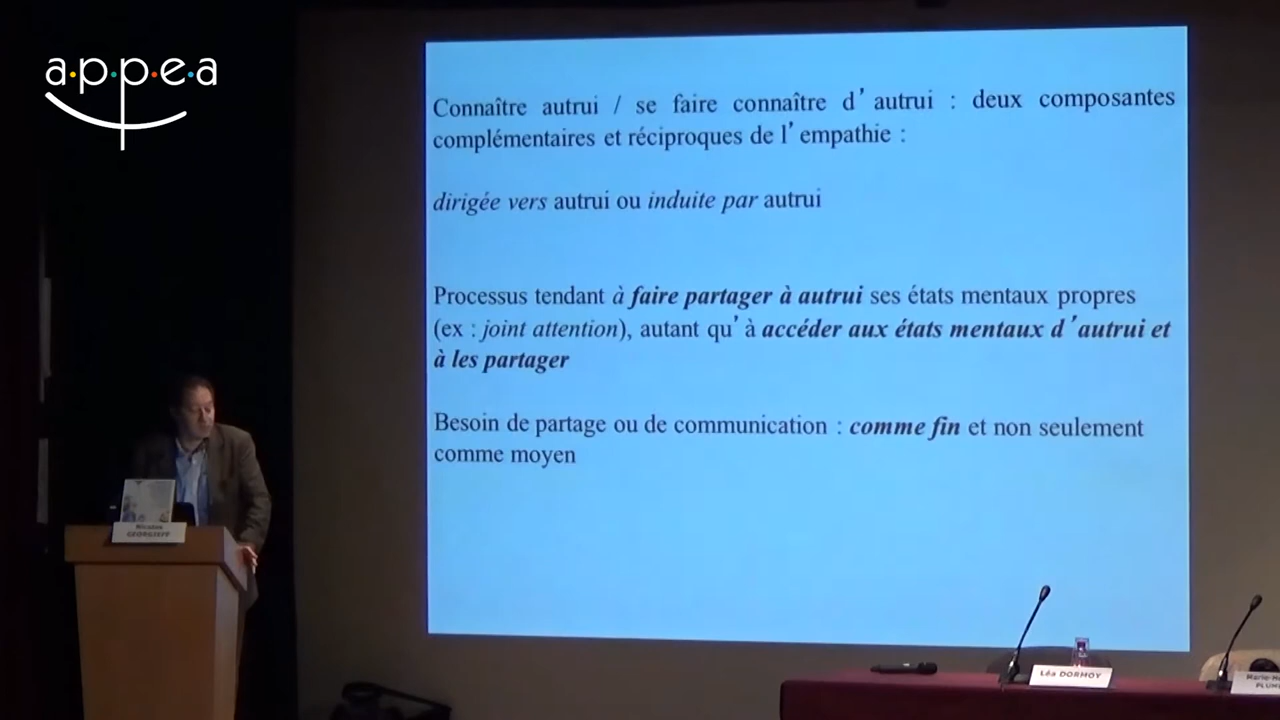 a.p.p.e.a
Connaître autrui / se faire connaître d’autrui : deux composantes
complémentaires et réciproques de l’empathie :
dirigée vers autrui ou induite par autrui
Processus tendant à faire partager à autrui ses états mentaux propres
(ex : joint attention), autant qu’à accéder aux états mentaux d’autrui et
à les partager
Besoin de partage ou de communication : comme fin et non seulement
comme moyen
Nicolas
GEORGIEFF
Léa DORMOY